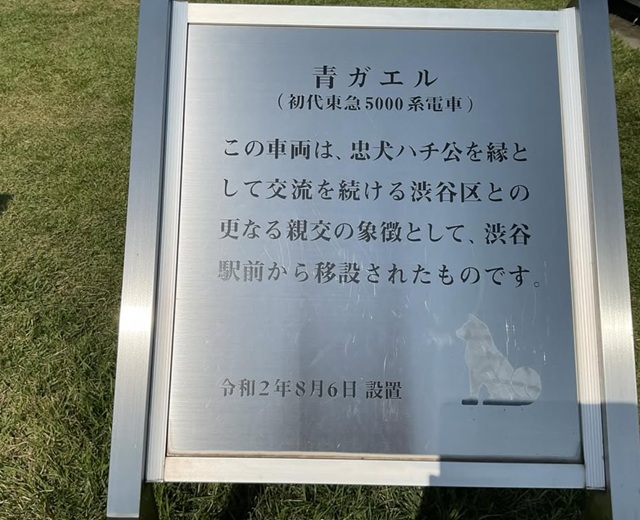 青ガエル
(初代東急5000系電車)
この車両は、忠犬ハチ公を縁と
して交流を続ける渋谷区との
更なる親交の象徴として、渋谷
駅前から移設されたものです。
令和2年8月6日 設置